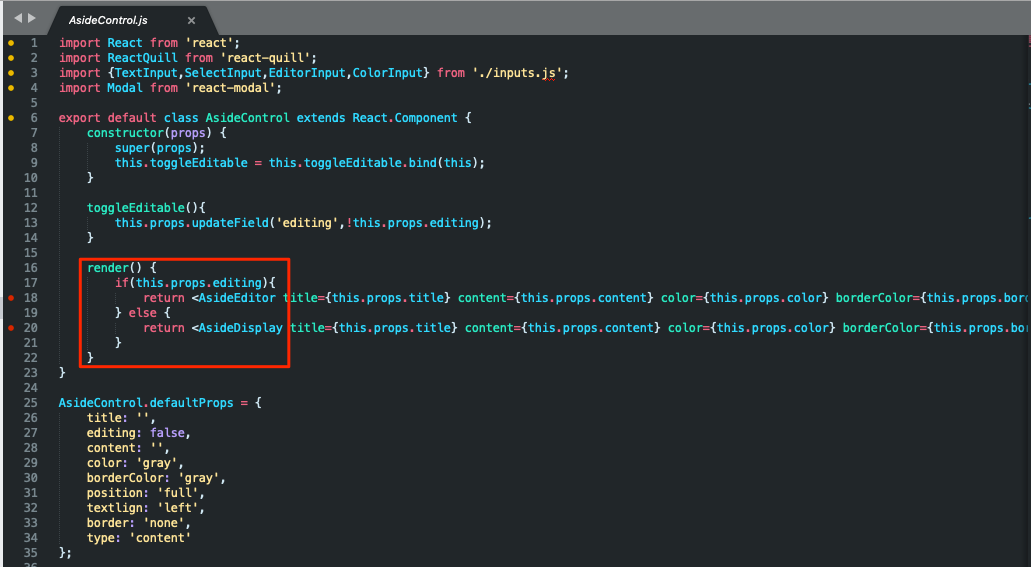 AsideControl.js ×
1 import React from 'react';
2 import ReactQuill from 'react-quill';
3 import {TextInput,SelectInput,EditorInput,ColorInput} from './inputs.js';
4 import Modal from 'react-modal';
5
6 export default class AsideControl extends React.Component {
7 constructor(props) {
8 super(props);
9 this.toggleEditable = this.toggleEditable.bind(this);
10 }
11
12 toggleEditable(){
13 this.props.updateField('editing',!this.props.editing);
14 }
15
16 render() {
17 if(this.props.editing){
18 return <AsideEditor title={this.props.title} content={this.props.content} color={this.props.color} borderColor={this.props.bor
19 } else {
20 return <AsideDisplay title={this.props.title} content={this.props.content} color={this.props.color} borderColor={this.props.bo
21 }
22 }
23 }
24
25 AsideControl.defaultProps = {
26 title: '',
27 editing: false,
28 content: '',
29 color: 'gray',
30 borderColor: 'gray',
31 position: 'full',
32 textlign: 'left',
33 border: 'none',
34 type: 'content'
35 };